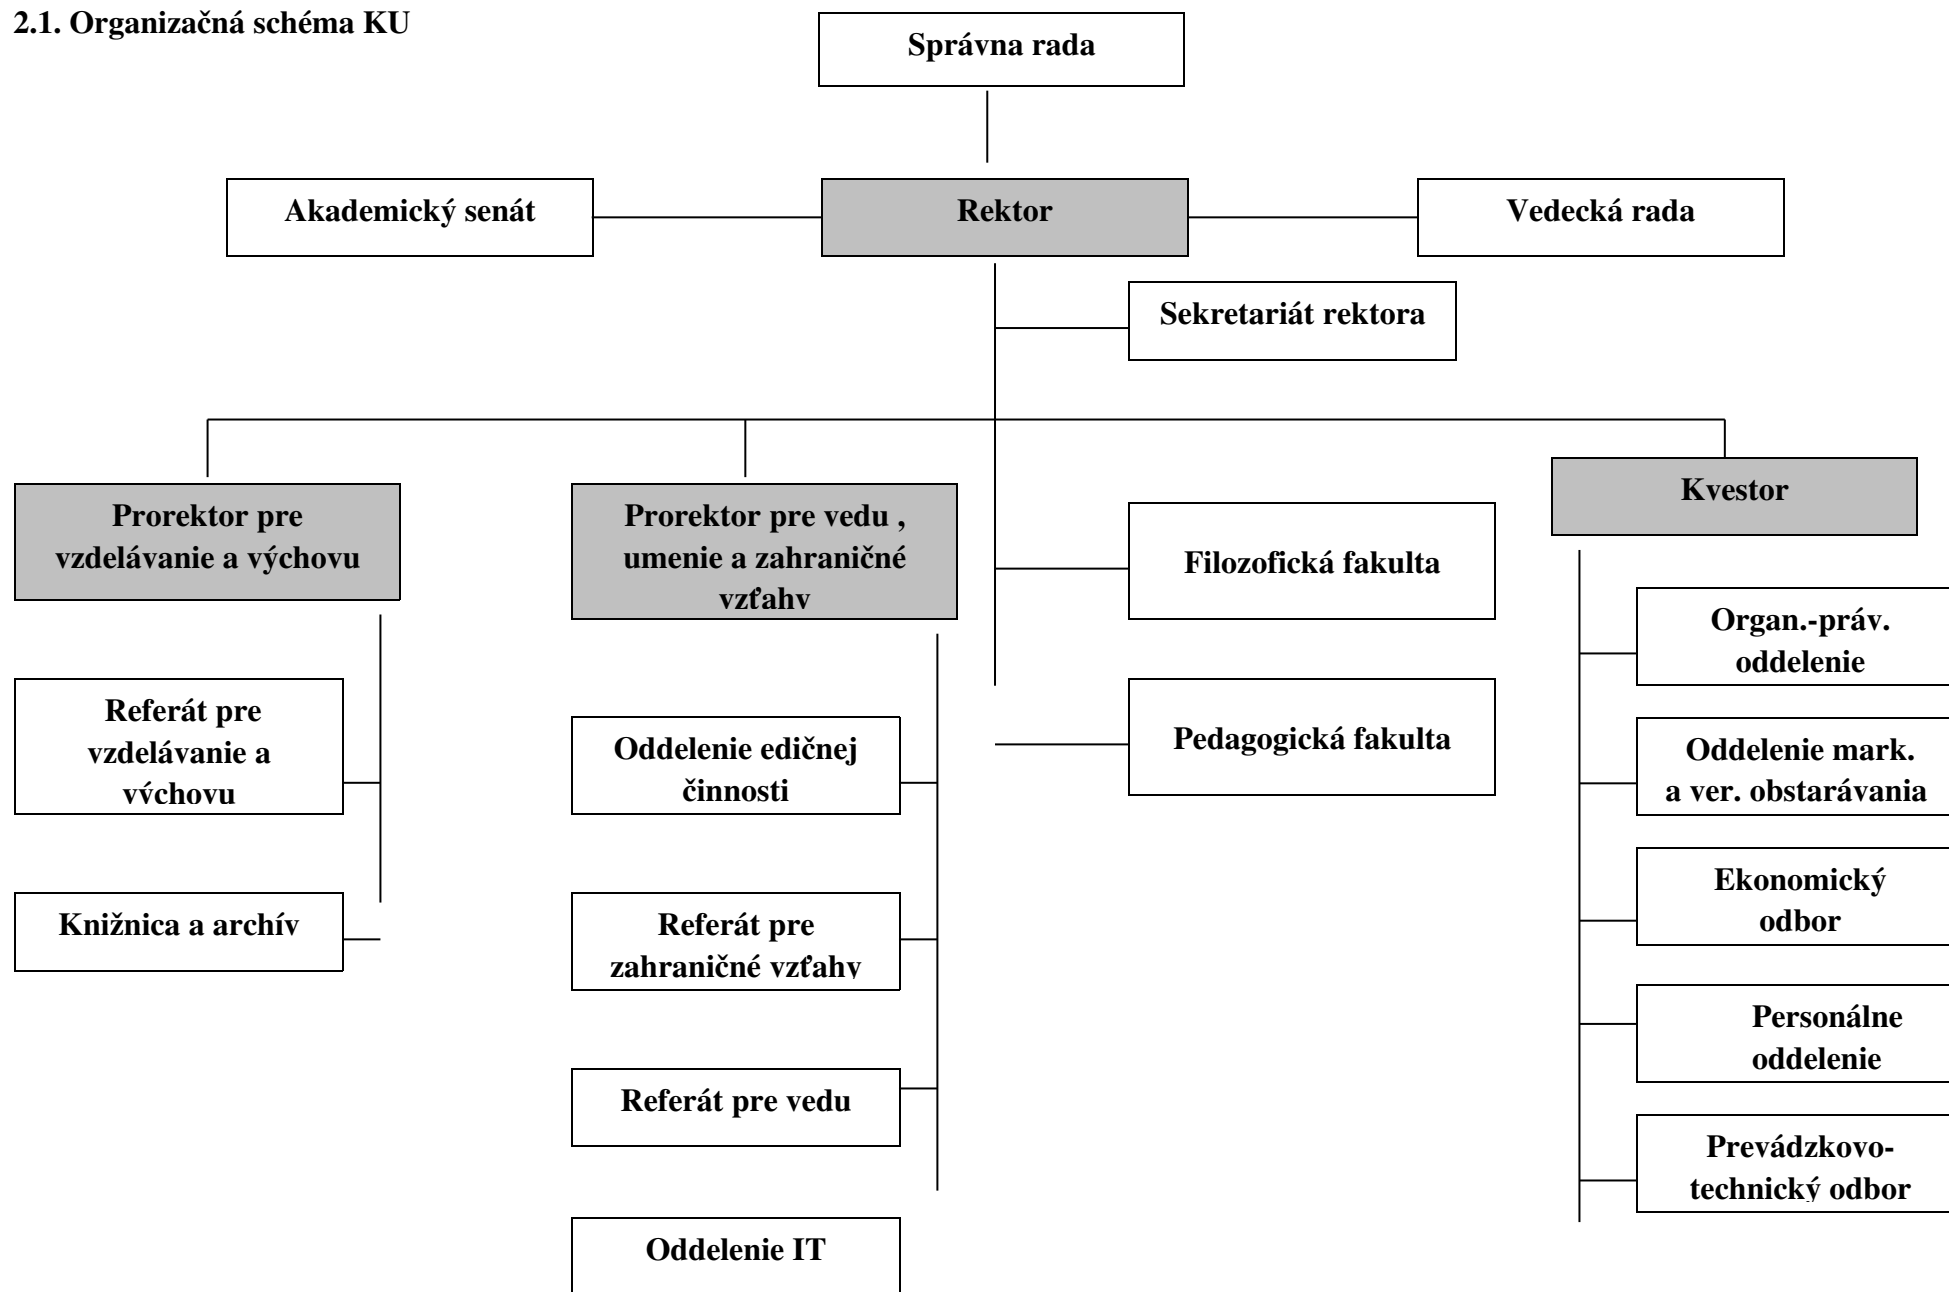 2.1. Organizačná schéma KU
Správna rada
Akademický senát
Rektor
Vedecká rada
Sekretariát rektora
Prorektor pre
vzdelávanie a výchovu
Prorektor pre vedu ,
umenie a zahraničné
vzťahy
Kvestor
Filozofická fakulta
Pedagogická fakulta
Referát pre
vzdelávanie a
výchovu
Knižnica a archív
Oddelenie edičnej
činnosti
Referát pre
zahraničné vzťahy
Referát pre vedu
Oddelenie IT
Organ.-práv.
oddelenie
Oddelenie mark.
a ver. obstarávania
Ekonomický
odbor
Personálne
oddelenie
Prevádzkovo-
technický odbor